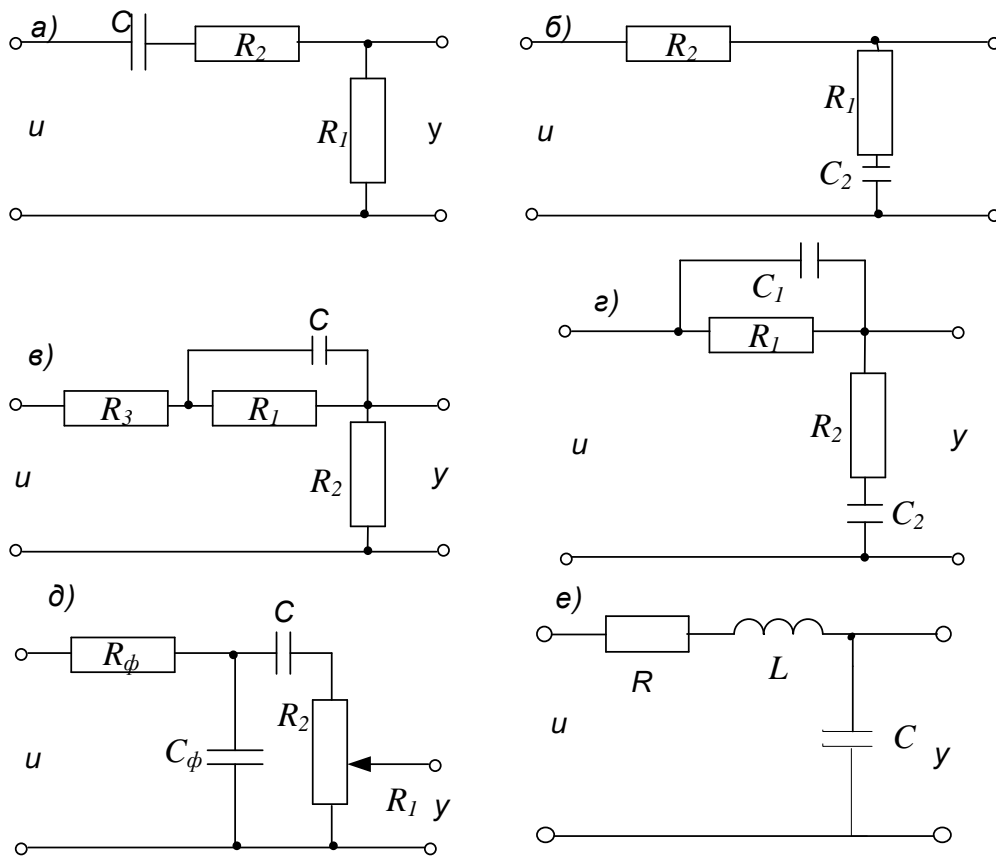 а)
C
R2
u
R1
y
б)
R2
R1
u
C2
в)
C
R3
R1
u
R2
y
г)
C1
R1
R2
u
y
C2
д)
C
Rф
R2
u
Cф
R1
y
е)
R
L
u
C
y